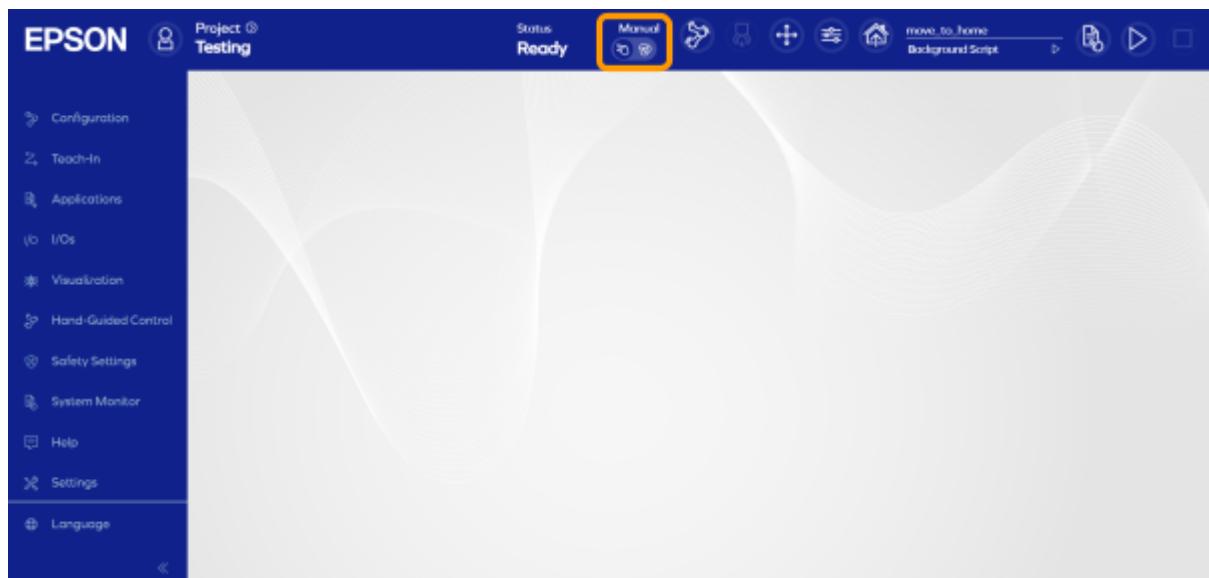 EPSON
Project
Testing
Status
Ready
Manual
move_to_home
Background Script
Configuration
Teach-In
Applications
I/O I/Os
Visualization
Hand-Guided Control
Safety Settings
System Monitor
Help
Settings
Language